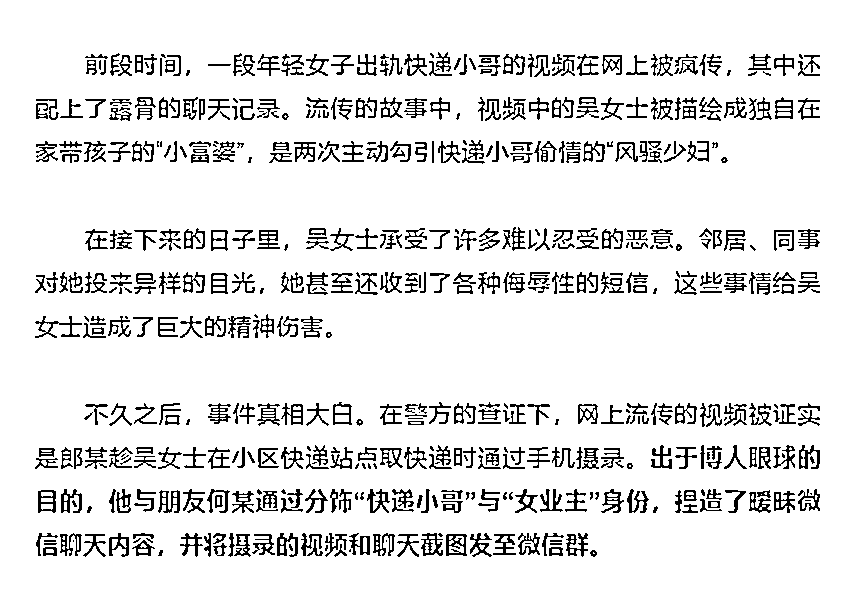 前段时间，一段年轻女子出轨快递小哥的视频在网上被疯传，其中还
配上了露骨的聊天记录。流传的故事中，视频中的吴女士被描绘成独自在
家带孩子的“小富婆”，是两次主动勾引快递小哥偷情的“风骚少妇”。
在接下来的日子里，吴女士承受了许多难以忍受的恶意。邻居、同事
对她投来异样的目光，她甚至还收到了各种侮辱性的短信，这些事情给吴
女士造成了巨大的精神伤害。
不久之后，事件真相大白。在警方的查证下，网上流传的视频被证实
是郎某趁吴女士在小区快递站点取快递时通过手机摄录。出于博人眼球的
目的，他与朋友何某通过分饰“快递小哥”与“女业主”身份，捏造了暧昧微
信聊天内容，并将摄录的视频和聊天截图发至微信群。